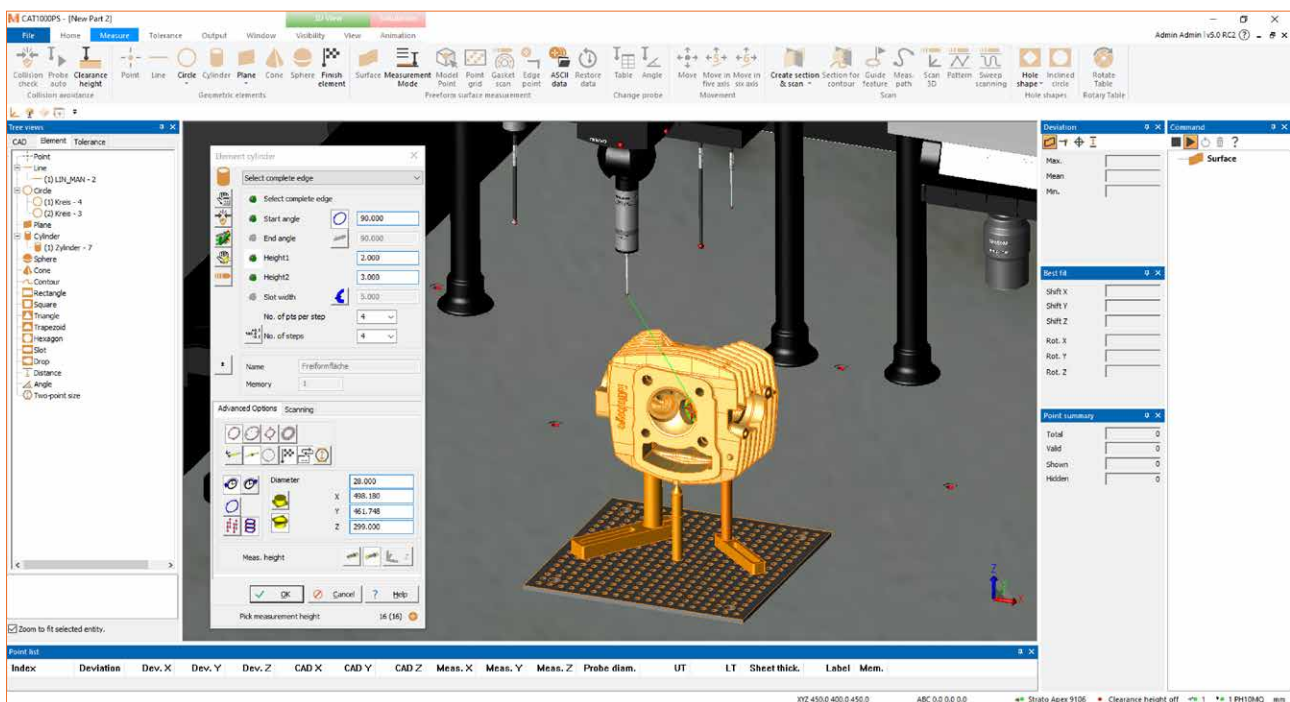 CAT1000PS - [New Part 2]
3D View
Simulation
File Home Measure Tolerance Output Window Visibility View Animation
Admin Admin | v5.0 RC2
Collision check
Probe auto
Clearance height
Point
Line
Circle
Cylinder
Plane
Cone
Sphere
Finish element
Surface
Measurement Mode
Model Point
Point grid
Gasket scan
Edge point
ASCII data
Restore data
Table
Angle
Move
Move in five axis
Move in six axis
Create section & scan
Section for contour
Guide feature
Meas. path
Scan 3D
Pattern
Sweep scanning
Hole shape
Inclined circle
Rotate Table
Collision avoidance
Geometric elements
Freeform surface measurement
Change probe
Movement
Scan
Hole shapes
Rotary Table
Tree views
CAD Element Tolerance
Point
Line
(1) LIN_MAN - 2
Circle
(1) Kreis - 4
(2) Kreis - 3
Plane
Cylinder
(1) Zylinder - 7
Sphere
Cone
Contour
Rectangle
Square
Triangle
Trapezoid
Hexagon
Slot
Drop
Distance
Angle
Two-point size
Zoom to fit selected entity.
Element cylinder
Select complete edge
Select complete edge
Start angle 90.000
End angle 90.000
Height1 2.000
Height2 3.000
Slot width 5.000
No. of pts per step 4
No. of steps 4
Name Freiformfläche
Memory 1
Advanced Options Scanning
Diameter 28.000
X 498.180
Y 461.748
Z 299.000
Meas. height
OK Cancel Help
Pick measurement height 16 (16)
Z
X
Deviation
Max.
Mean
Min.
Best fit
Shift X
Shift Y
Shift Z
Rot. X
Rot. Y
Rot. Z
Point summary
Total 0
Valid 0
Shown 0
Hidden 0
Command
Surface
Point list
Index Deviation Dev. X Dev. Y Dev. Z CAD X CAD Y CAD Z Meas. X Meas. Y Meas. Z Probe diam. UT LT Sheet thick. Label Mem.
XYZ 450.0 400.0 450.0 ABC 0.0 0.0 0.0 Strato Apex 9106 Clearance height off 1 1 PH10MQ mm